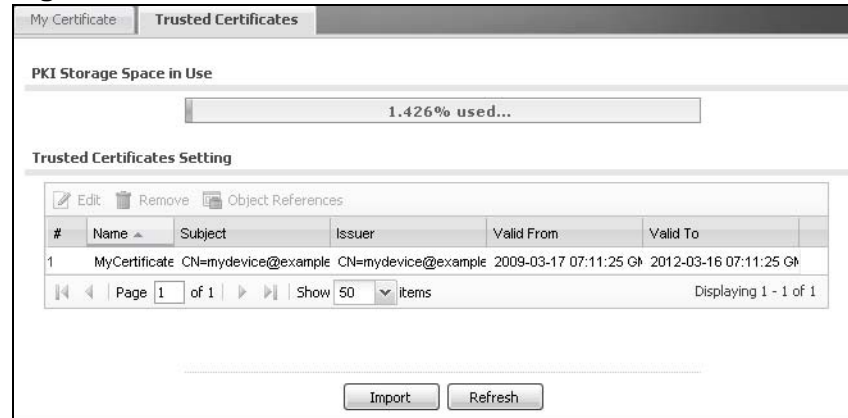 My Certificate Trusted Certificates
PKI Storage Space in Use
1.426% used...
Trusted Certificates Setting
Edit Remove Object References
# Name Subject Issuer Valid From Valid To
1 MyCertificate CN=mydevice@example CN=mydevice@example 2009-03-17 07:11:25 GM 2012-03-16 07:11:25 GM
Page 1 of 1 Show 50 items Displaying 1 - 1 of 1
Import Refresh